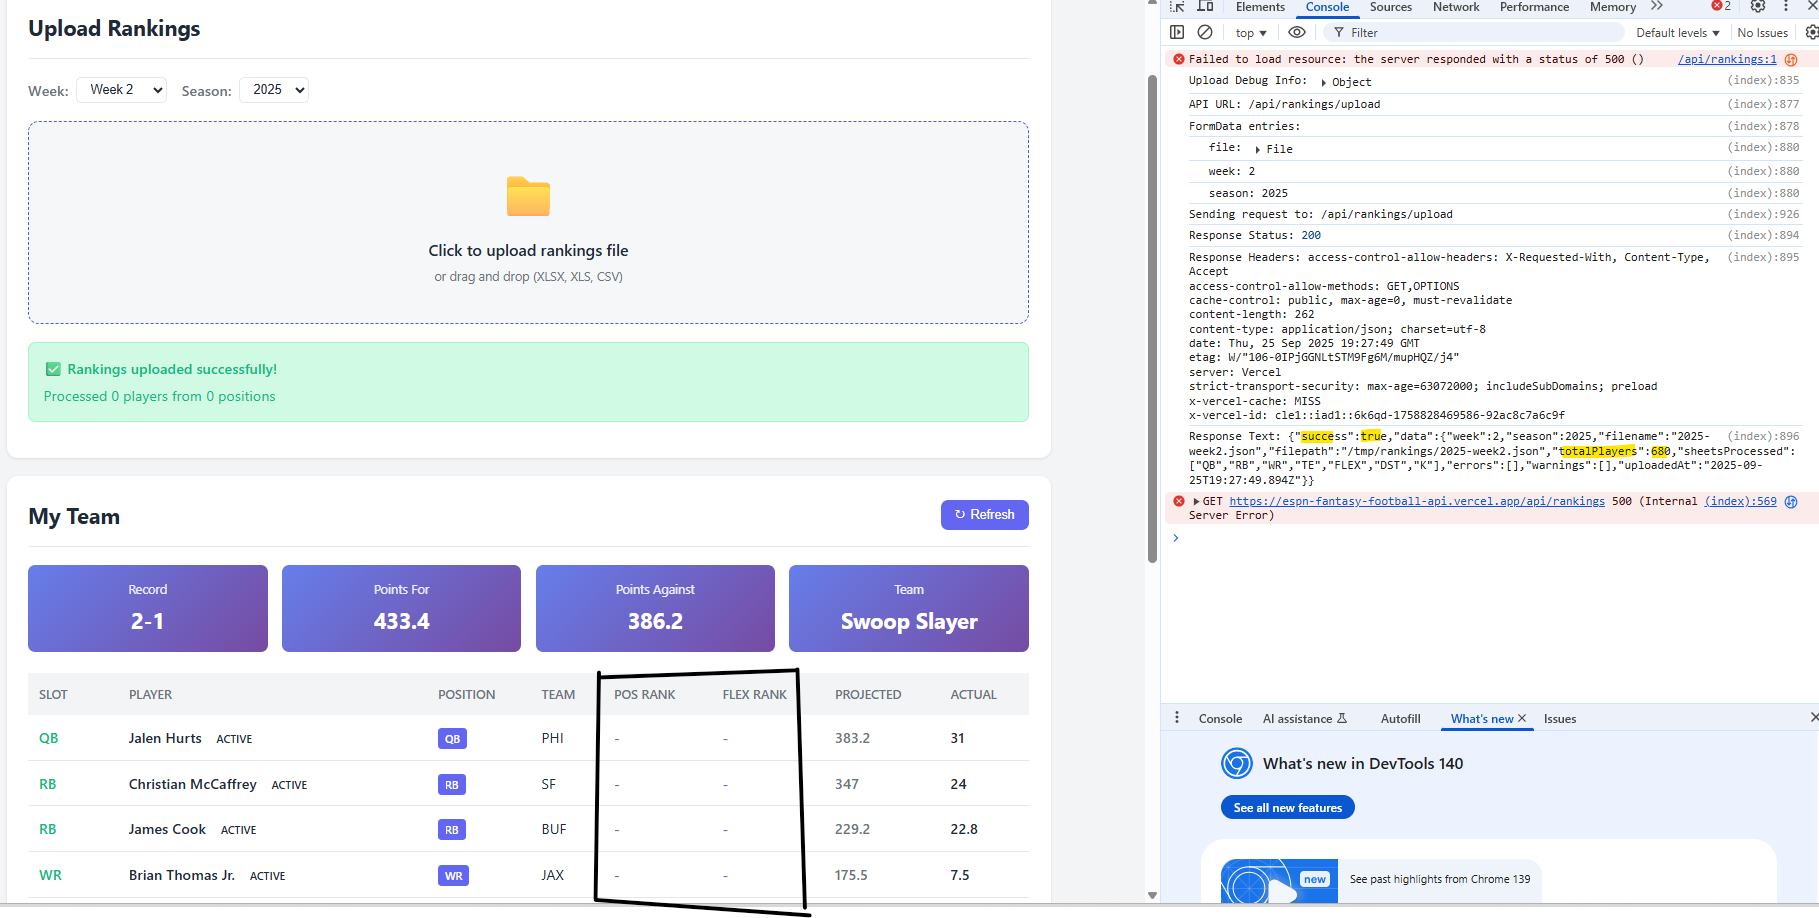 Upload Rankings
Week: Week 2 Season: 2025
Click to upload rankings file
or drag and drop (XLSX, XLS, CSV)
✅ Rankings uploaded successfully!
Processed 0 players from 0 positions
My Team
↻ Refresh
Record
2-1
Points For
433.4
Points Against
386.2
Team
Swoop Slayer
SLOT PLAYER POSITION TEAM POS RANK FLEX RANK PROJECTED ACTUAL
QB Jalen Hurts ACTIVE QB PHI - - 383.2 31
RB Christian McCaffrey ACTIVE RB SF - - 347 24
RB James Cook ACTIVE RB BUF - - 229.2 22.8
WR Brian Thomas Jr. ACTIVE WR JAX - - 175.5 7.5
Elements Console Sources Network Performance Memory 2
top Filter Default levels No Issues
Failed to load resource: the server responded with a status of 500 () /api/rankings:1
Upload Debug Info: Object (index):835
API URL: /api/rankings/upload (index):877
FormData entries: (index):878
file: File (index):880
week: 2 (index):880
season: 2025 (index):880
Sending request to: /api/rankings/upload (index):926
Response Status: 200 (index):894
Response Headers: access-control-allow-headers: X-Requested-With, Content-Type, (index):895
Accept
access-control-allow-methods: GET,OPTIONS
cache-control: public, max-age=0, must-revalidate
content-length: 262
content-type: application/json; charset=utf-8
date: Thu, 25 Sep 2025 19:27:49 GMT
etag: W/"106-0IPjGGNLtSTM9Fg6M/mupHQZ/j4"
server: Vercel
strict-transport-security: max-age=63072000; includeSubDomains; preload
x-vercel-cache: MISS
x-vercel-id: cle1::iad1::6k6qd-1758828469586-92ac8c7a6c9f
Response Text: {"success":true,"data":{"week":2,"season":2025,"filename":"2025- (index):896
week2.json","filepath":"/tmp/rankings/2025-week2.json","totalPlayers":680,"sheetsProcessed":
["QB","RB","WR","TE","FLEX","DST","K"],"errors":[],"warnings":[],"uploadedAt":"2025-09-
25T19:27:49.894Z"}}
GET https://espn-fantasy-football-api.vercel.app/api/rankings 500 (Internal (index):569
Server Error)
Console AI assistance Autofill What's new Issues
What's new in DevTools 140
See all new features
new
See past highlights from Chrome 139